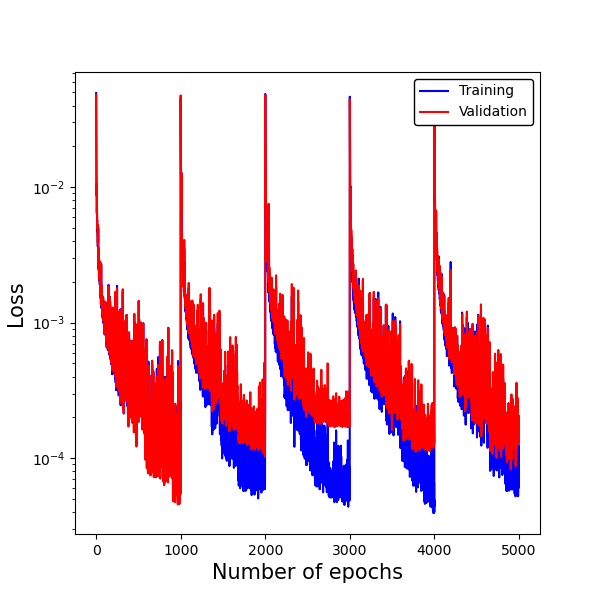 Training
Validation
10⁻²
10⁻³
10⁻⁴
Loss
0 1000 2000 3000 4000 5000
Number of epochs